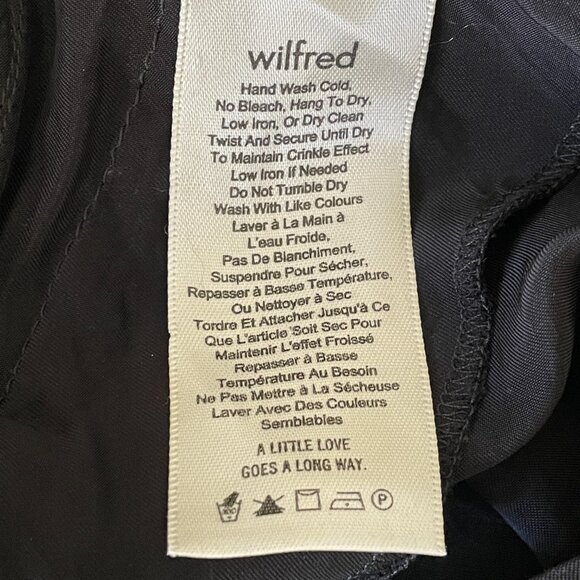 wilfred
Hand Wash Cold,
No Bleach, Hang To Dry,
Low Iron, Or Dry Clean
Twist And Secure Until Dry
To Maintain Crinkle Effect
Low Iron If Needed
Do Not Tumble Dry
Wash With Like Colours
Laver à La Main à
L'eau Froide,
Pas De Blanchiment,
Suspendre Pour Sécher,
Repasser à Basse Température,
Ou Nettoyer à Sec
Tordre Et Attacher Jusqu'à Ce
Que L'article Soit Sec Pour
Maintenir L'effet Froissé
Repasser à Basse
Température Au Besoin
Ne Pas Mettre à La Sécheuse
Laver Avec Des Couleurs
Semblables
A LITTLE LOVE
GOES A LONG WAY.
P